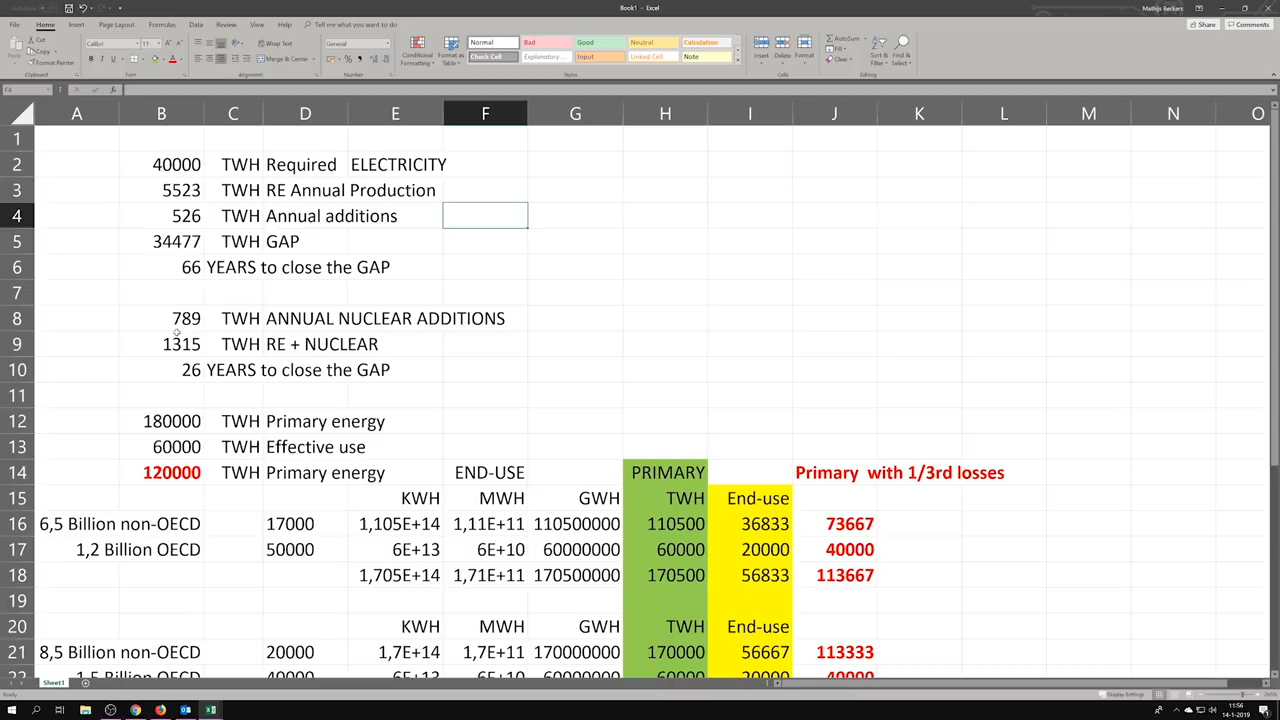 Book1 - Excel
Mathijs Beckers
File Home Insert Page Layout Formulas Data Review View Help Tell me what you want to do
Share Comments
Cut
Copy
Format Painter
Paste
Clipboard
Calibri 11
Font
Wrap Text
Merge & Center
Alignment
General
Number
Conditional Formatting
Format as Table
Normal Bad Good Neutral Calculation
Check Cell Explanatory ... Input Linked Cell Note
Styles
Insert Delete Format
Cells
AutoSum
Fill
Clear
Sort & Filter
Find & Select
Editing
F4
A B C D E F G H I J K L M N O
1
2 40000 TWH Required ELECTRICITY
3 5523 TWH RE Annual Production
4 526 TWH Annual additions
5 34477 TWH GAP
6 66 YEARS to close the GAP
7
8 789 TWH ANNUAL NUCLEAR ADDITIONS
9 1315 TWH RE + NUCLEAR
10 26 YEARS to close the GAP
11
12 180000 TWH Primary energy
13 60000 TWH Effective use
14 120000 TWH Primary energy END-USE PRIMARY Primary with 1/3rd losses
15 KWH MWH GWH TWH End-use
16 6,5 Billion non-OECD 17000 1,105E+14 1,11E+11 110500000 110500 36833 73667
17 1,2 Billion OECD 50000 6E+13 6E+10 60000000 60000 20000 40000
18 1,705E+14 1,71E+11 170500000 170500 56833 113667
19
20 KWH MWH GWH TWH End-use
21 8,5 Billion non-OECD 20000 1,7E+14 1,7E+11 170000000 170000 56667 113333
22 1,5 Billion OECD 40000 6E+13 6E+10 60000000 60000 20000 40000
Sheet1
Ready
Display Settings
11:56
14-1-2019